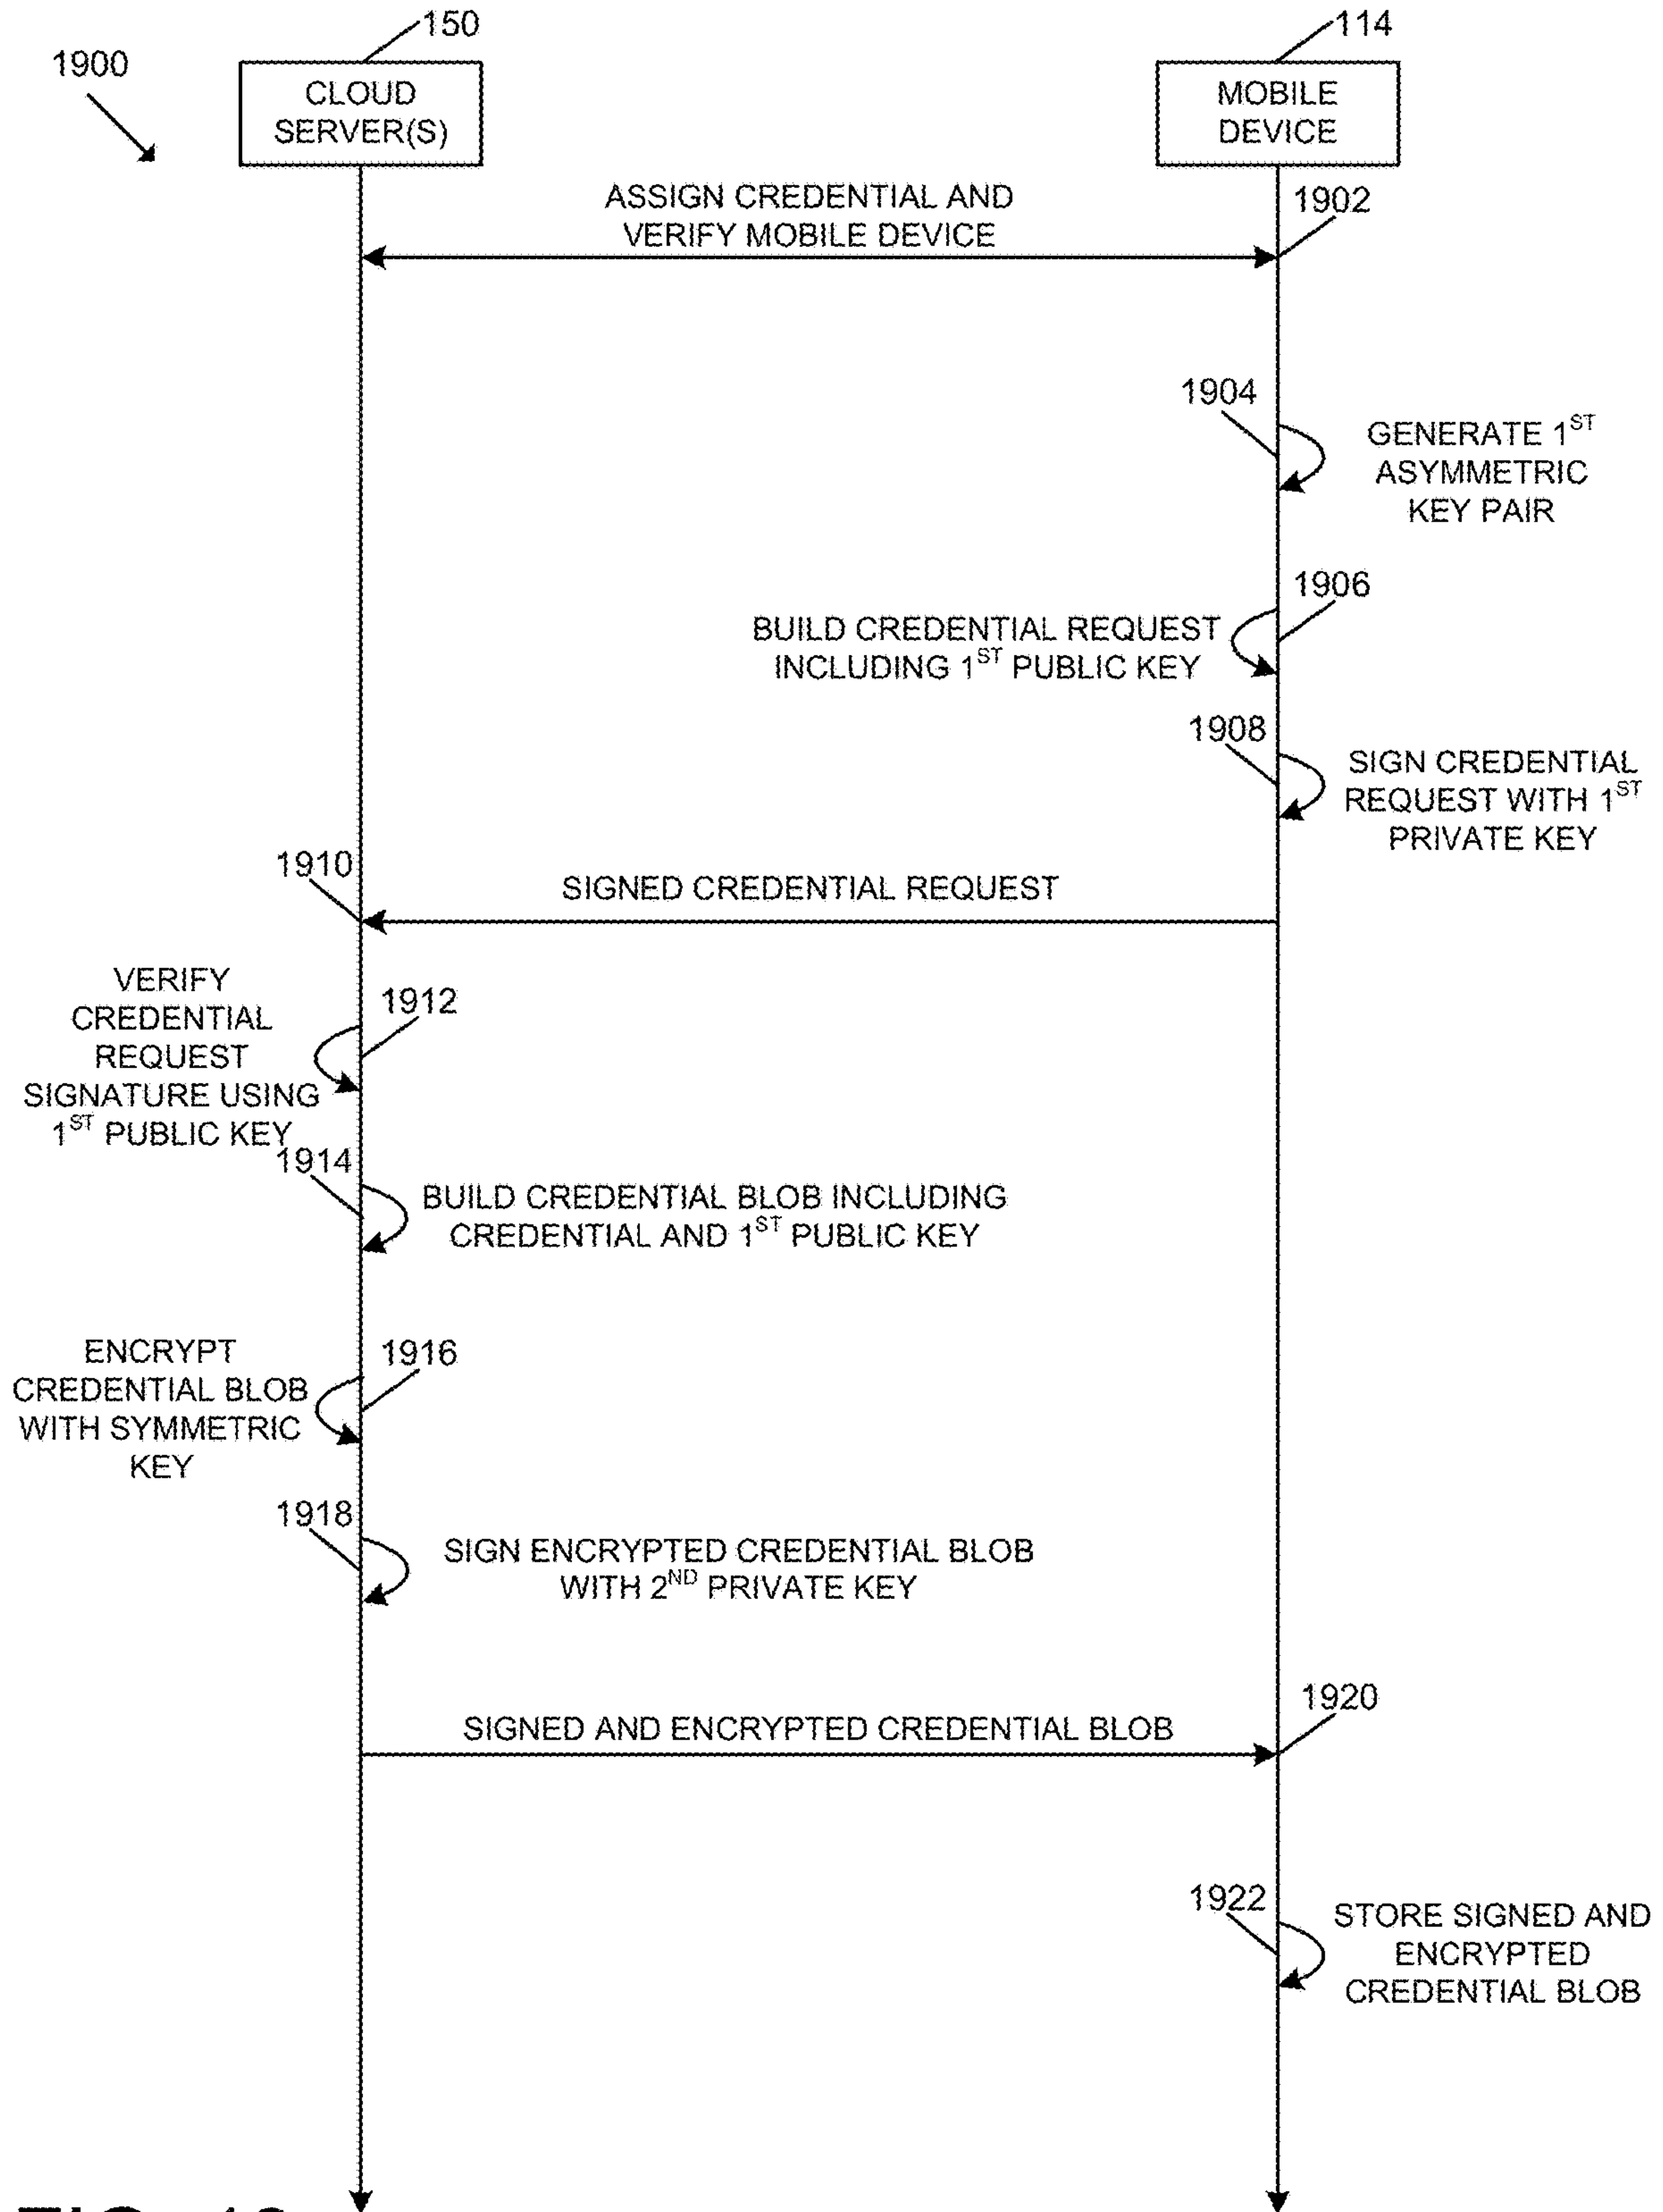 150
114
1900
CLOUD
SERVER(S)
MOBILE
DEVICE
ASSIGN CREDENTIAL AND
VERIFY MOBILE DEVICE
1902
1904
GENERATE 1ST
ASYMMETRIC
KEY PAIR
1906
BUILD CREDENTIAL REQUEST
INCLUDING 1ST PUBLIC KEY
1908
SIGN CREDENTIAL
REQUEST WITH 1ST
PRIVATE KEY
1910
SIGNED CREDENTIAL REQUEST
VERIFY
CREDENTIAL
REQUEST
SIGNATURE USING
1ST PUBLIC KEY
1912
1914
BUILD CREDENTIAL BLOB INCLUDING
CREDENTIAL AND 1ST PUBLIC KEY
ENCRYPT
CREDENTIAL BLOB
WITH SYMMETRIC
KEY
1916
1918
SIGN ENCRYPTED CREDENTIAL BLOB
WITH 2ND PRIVATE KEY
1920
SIGNED AND ENCRYPTED CREDENTIAL BLOB
1922
STORE SIGNED AND
ENCRYPTED
CREDENTIAL BLOB